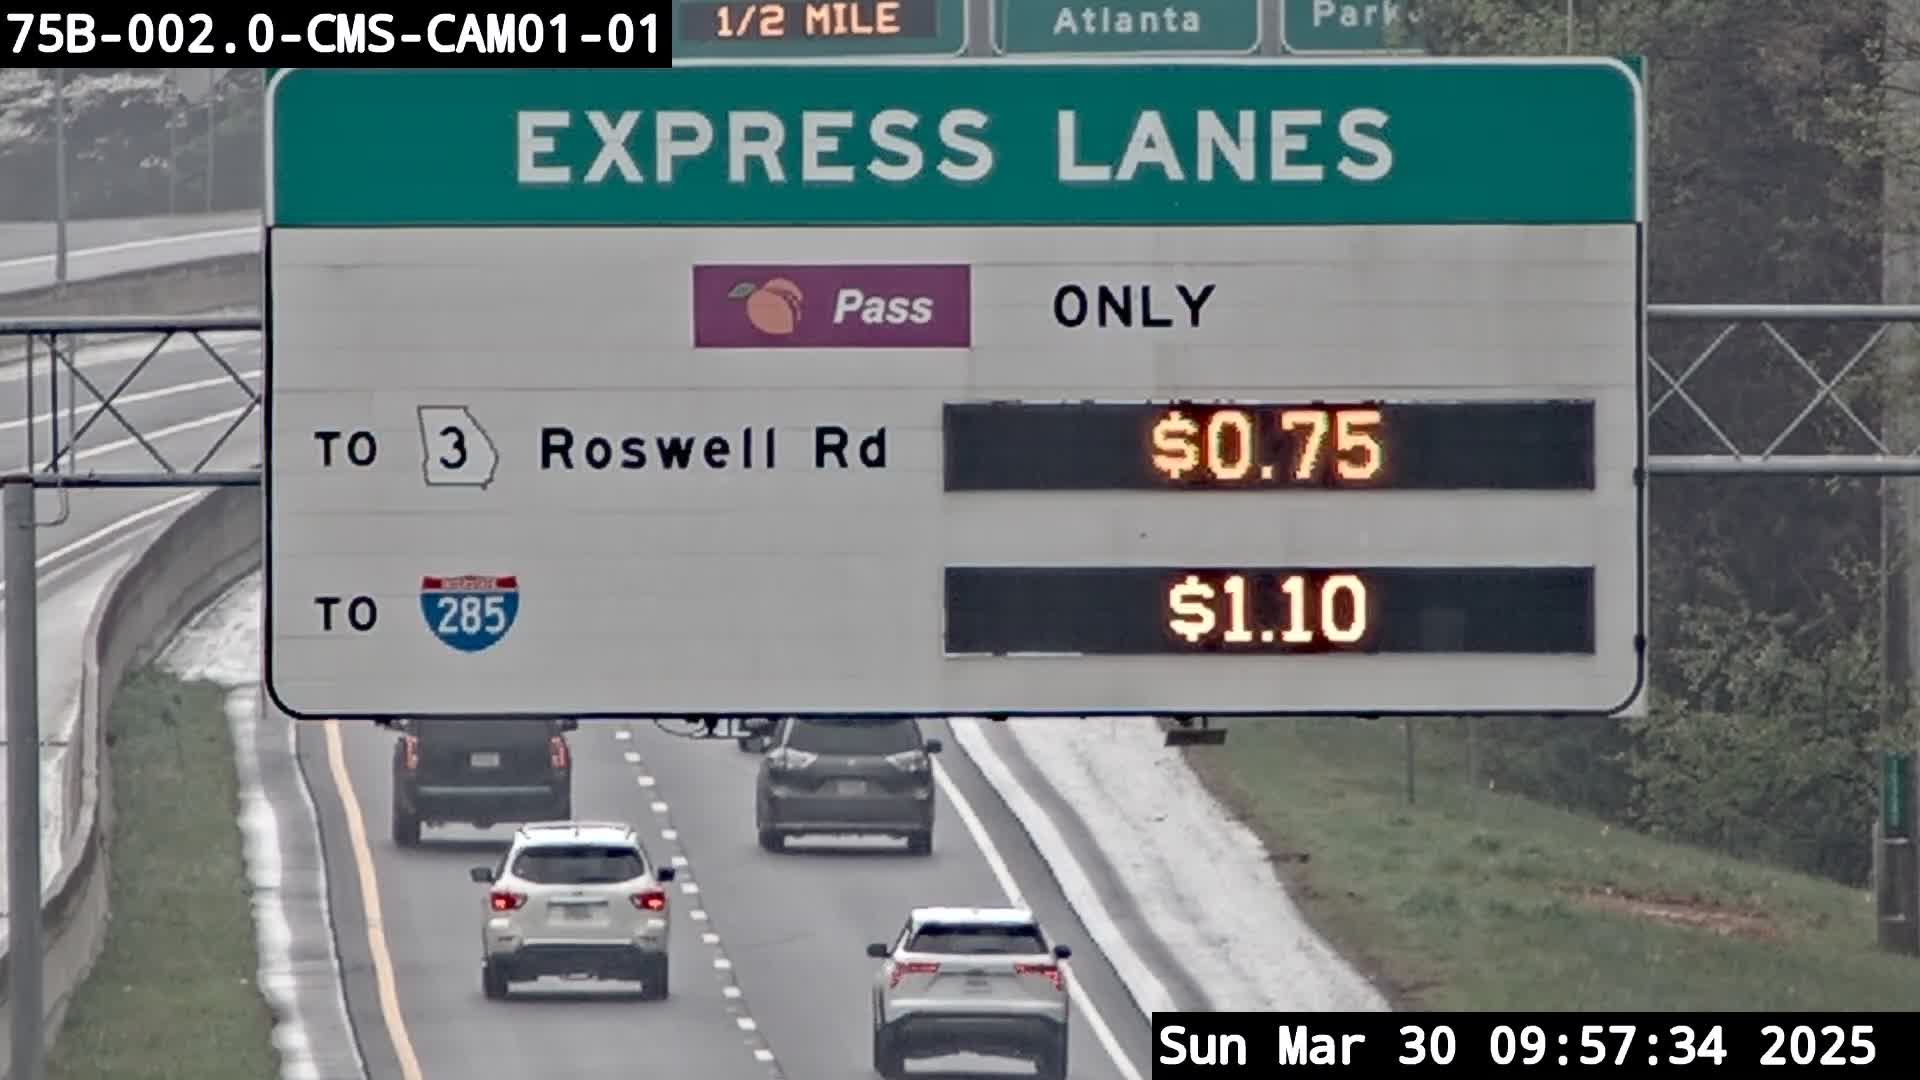 75B-002.0-CMS-CAM01-01
1/2 MILE
Atlanta
EXPRESS LANES
Pass ONLY
TO 3 Roswell Rd $0.75
TO 285 $1.10
Sun Mar 30 09:57:34 2025